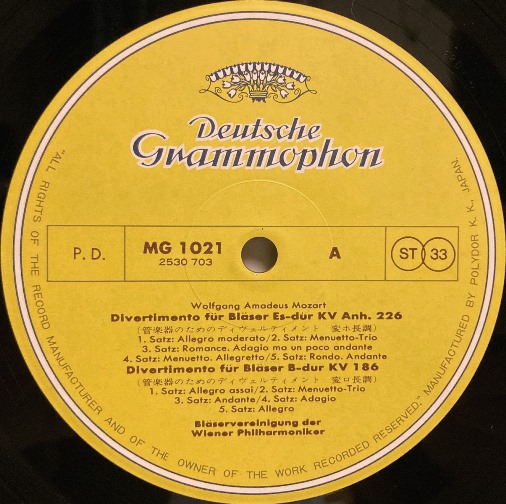 Deutsche
Grammophon
P. D.
MG 1021
2530 703
A
ST 33
Wolfgang Amadeus Mozart
Divertimento für Bläser Es-dur KV Anh. 226
(管楽器のためのディヴェルティメント 変ホ長調)
1. Satz: Allegro moderato/2. Satz: Menuetto-Trio
3. Satz: Romance. Adagio ma un poco andante
4. Satz: Menuetto. Allegretto/5. Satz: Rondo. Andante
Divertimento für Bläser B-dur KV 186
(管楽器のためのディヴェルティメント 変ロ長調)
1. Satz: Allegro assai/2. Satz: Menuetto-Trio
3. Satz: Andante/4. Satz: Adagio
5. Satz: Allegro
Bläservereinigung der
Wiener Philharmoniker
"ALL RIGHTS OF THE RECORD MANUFACTURER AND OF THE OWNER OF THE WORK RECORDED RESERVED." MANUFACTURED BY POLYDOR K. K., JAPAN.